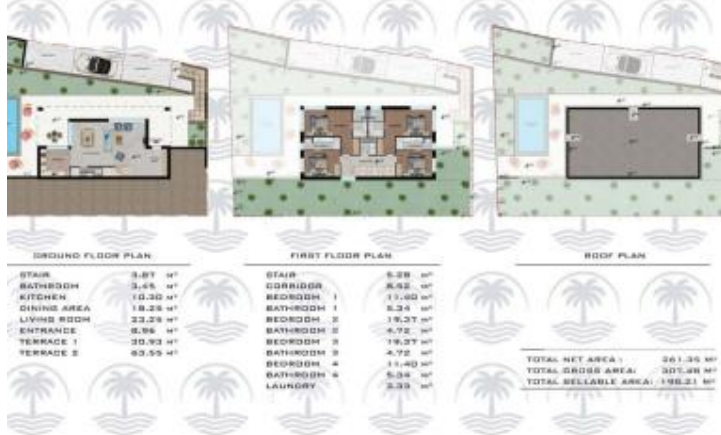 GROUND FLOOR PLAN
STAIR 3.87 M²
BATHROOM 3.45 M²
KITCHEN 10.30 M²
DINING AREA 18.25 M²
LIVING ROOM 23.25 M²
ENTRANCE 8.96 M²
TERRACE 1 30.93 M²
TERRACE 2 63.55 M²
FIRST FLOOR PLAN
STAIR 5.28 M²
CORRIDOR 8.52 M²
BEDROOM 1 11.40 M²
BATHROOM 1 5.34 M²
BEDROOM 2 19.37 M²
BATHROOM 2 4.72 M²
BEDROOM 3 19.37 M²
BATHROOM 3 4.72 M²
BEDROOM 4 11.40 M²
BATHROOM 4 5.34 M²
LAUNDRY 3.33 M²
ROOF PLAN
TOTAL NET AREA : 261.35 M²
TOTAL GROSS AREA: 307.48 M²
TOTAL SELLABLE AREA: 198.21 M²